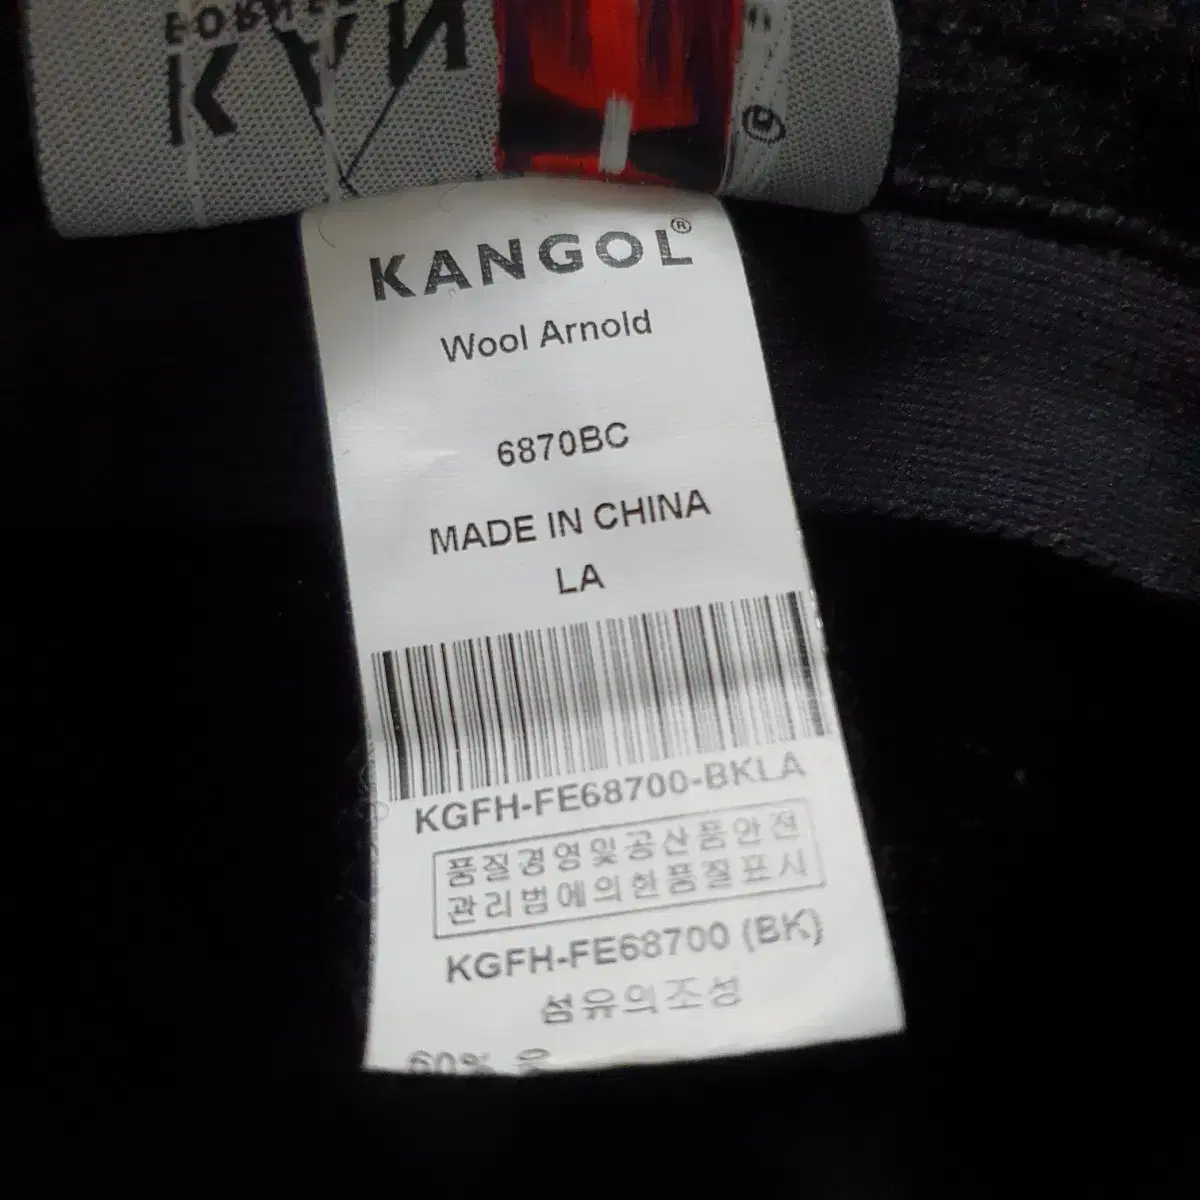 KAN
KANGOL®
Wool Arnold
6870BC
MADE IN CHINA
LA
KGFH-FE68700-BKLA
품질경영및공산품안전
관리법에의한품질표시
KGFH-FE68700 (BK)
섬유의조성
60%